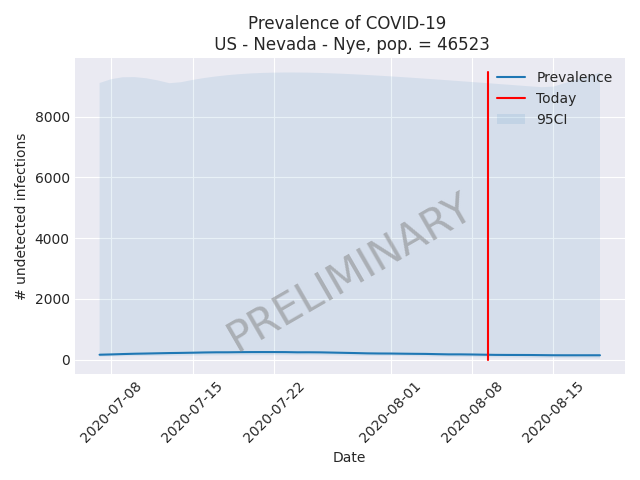 Prevalence of COVID-19
US - Nevada - Nye, pop. = 46523
# undetected infections
8000
6000
4000
2000
0
Prevalence
Today
95CI
PRELIMINARY
2020-07-08
2020-07-15
2020-07-22
2020-08-01
2020-08-08
2020-08-15
Date